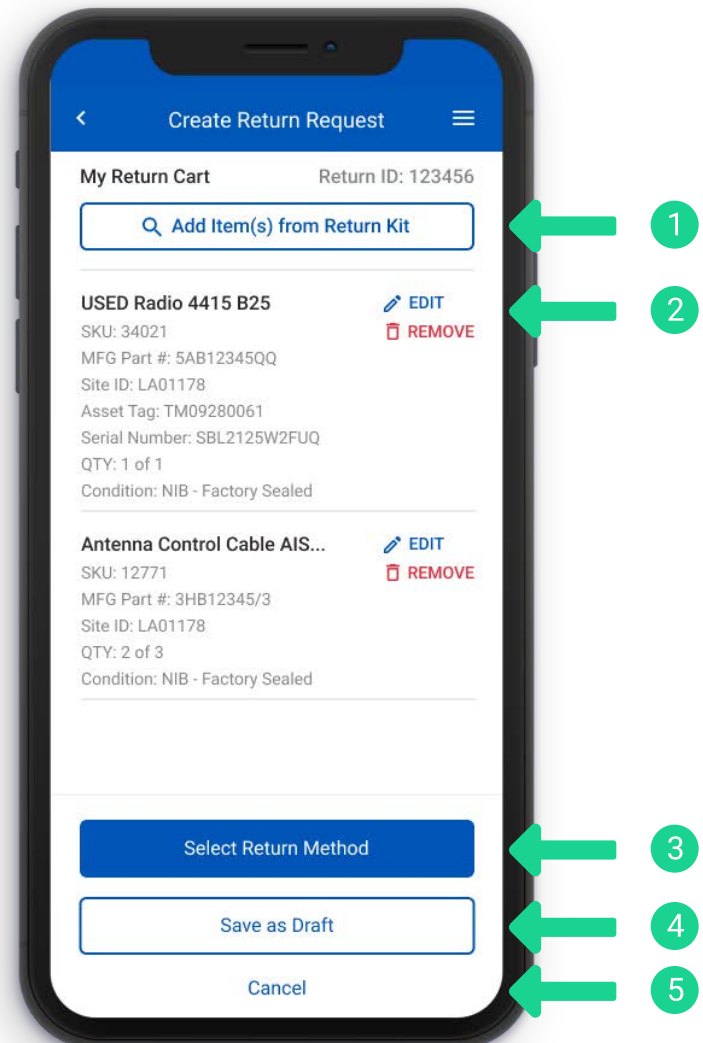 Create Return Request
My Return Cart Return ID: 123456
Add Item(s) from Return Kit
1
USED Radio 4415 B25 EDIT
2
SKU: 34021 REMOVE
MFG Part #: 5AB12345QQ
Site ID: LA01178
Asset Tag: TM09280061
Serial Number: SBL2125W2FUQ
QTY: 1 of 1
Condition: NIB - Factory Sealed
Antenna Control Cable AIS... EDIT
SKU: 12771 REMOVE
MFG Part #: 3HB12345/3
Site ID: LA01178
QTY: 2 of 3
Condition: NIB - Factory Sealed
Select Return Method
3
Save as Draft
4
Cancel
5